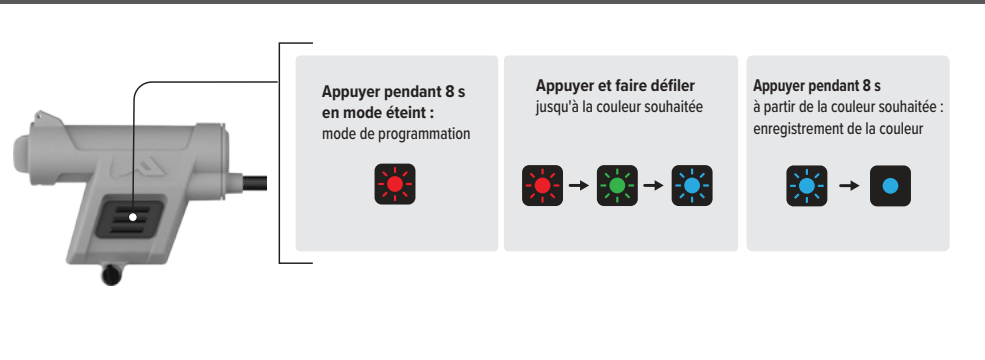 Appuyer pendant 8 s
en mode éteint :
mode de programmation
Appuyer et faire défiler
jusqu'à la couleur souhaitée
Appuyer pendant 8 s
à partir de la couleur souhaitée :
enregistrement de la couleur